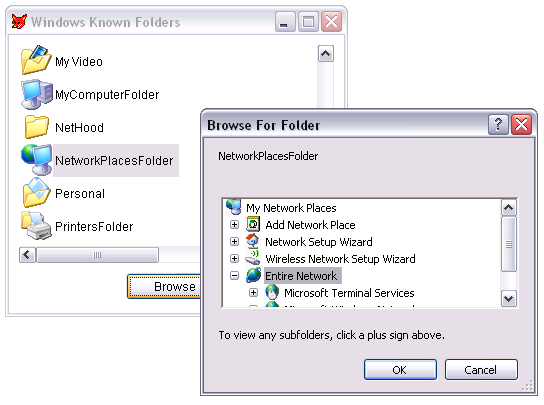 Windows Known Folders
My Video
MyComputerFolder
NetHood
NetworkPlacesFolder
Personal
PrintersFolder
Browse
Browse For Folder
NetworkPlacesFolder
My Network Places
Add Network Place
Network Setup Wizard
Wireless Network Setup Wizard
Entire Network
Microsoft Terminal Services
To view any subfolders, click a plus sign above.
OK
Cancel